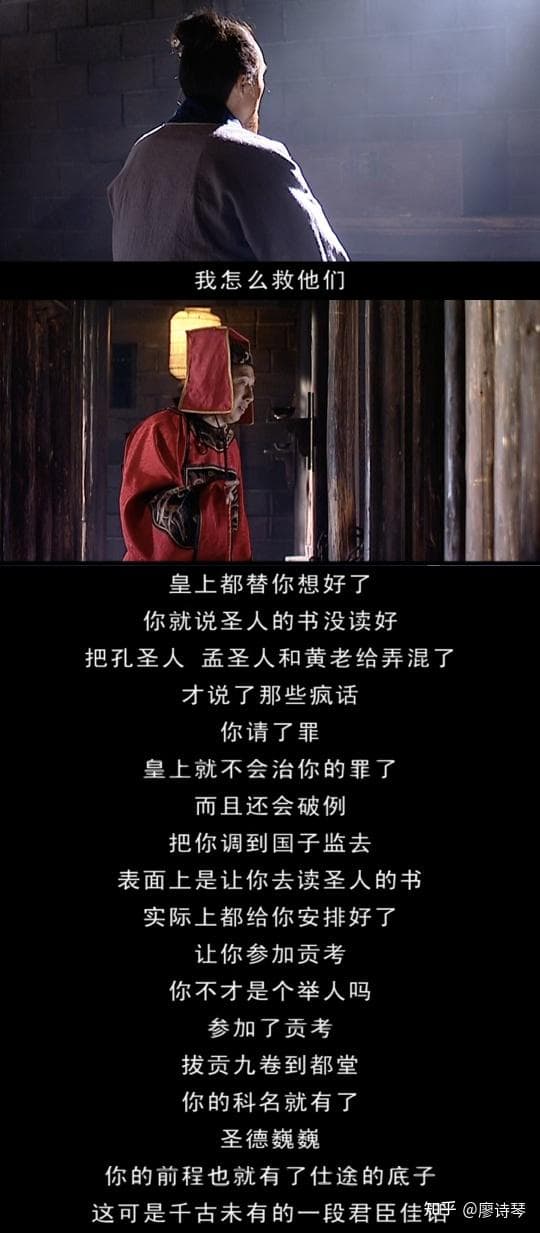 我怎么救他们
皇上都替你想好了
你就说圣人的书没读好
把孔圣人 孟圣人和黄老给弄混了
才说了那些疯话
你请了罪
皇上就不会治你的罪了
而且还会破例
把你调到国子监去
表面上是让你去读圣人的书
实际上都给你安排好了
让你参加贡考
你不才是个举人吗
参加了贡考
拔贡九卷到都堂
你的科名就有了
圣德巍巍
你的前程也就有了仕途的底子
这可是千古未有的一段君臣佳话
知乎 @廖诗琴